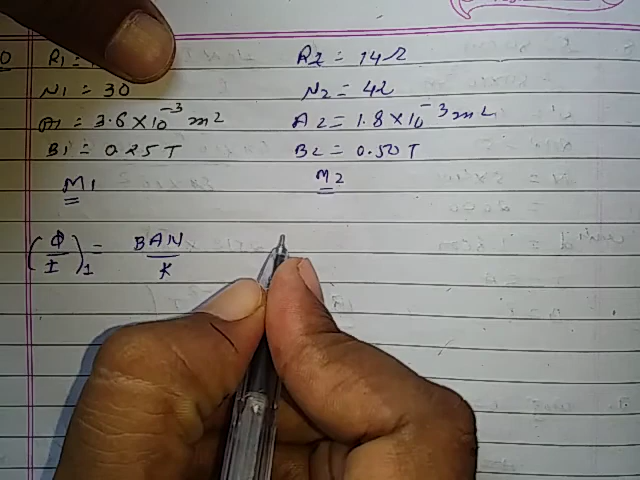 R1 = R2 = 14Ω
N1 = 30 N2 = 42
A1 = 3.6 × 10⁻³ m² A2 = 1.8 × 10⁻³ m²
B1 = 0.25 T B2 = 0.50 T
M1 M2
(Φ/I)1 = BAN/K